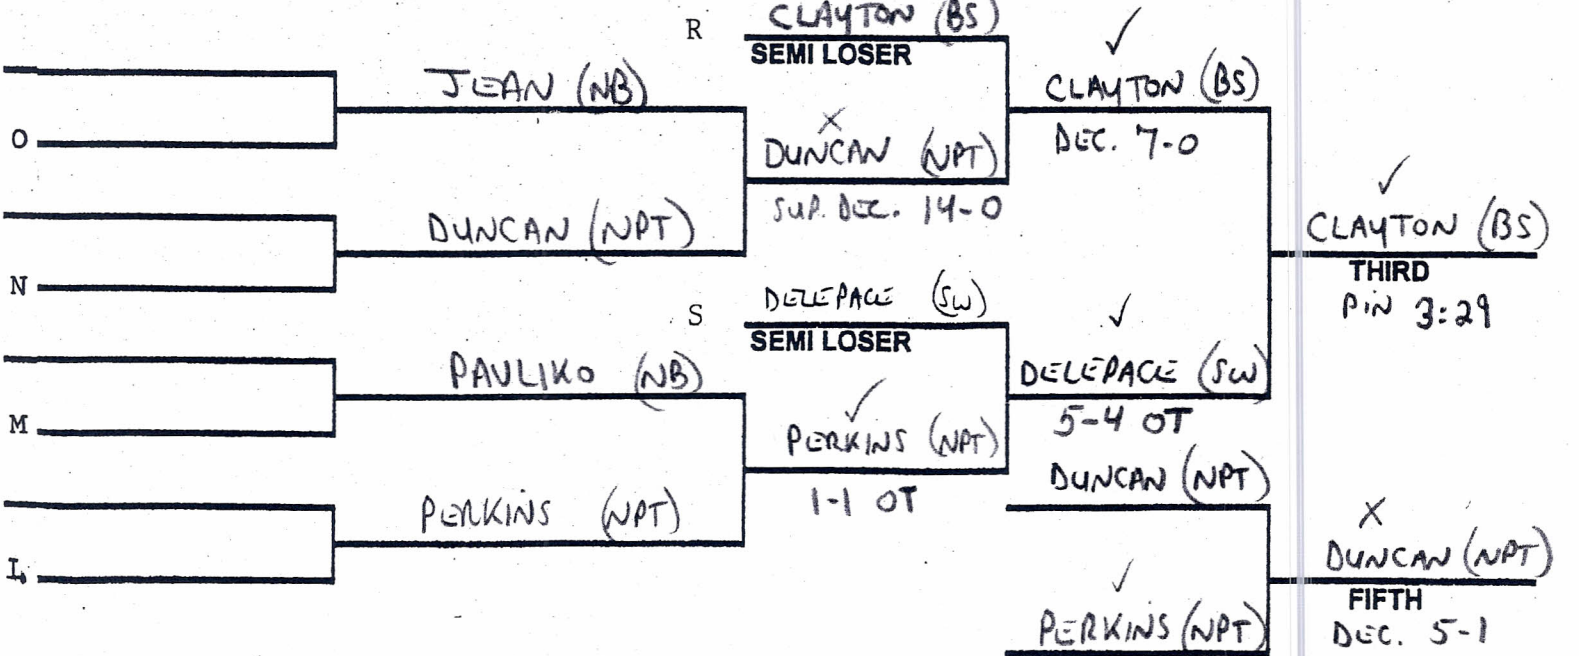 R
CLAYTON (BS)
SEMI LOSER
✓
JEAN (NB)
CLAYTON (BS)
O
X
DUNCAN (NPT)
DEC. 7-0
SUP. DEC. 14-0
✓
DUNCAN (NPT)
CLAYTON (BS)
THIRD
PIN 3:29
N
S
DELEPACE (SW)
SEMI LOSER
✓
PAULIKO (NB)
DELEPACE (SW)
5-4 OT
M
✓
PERKINS (NPT)
1-1 OT
DUNCAN (NPT)
PERKINS (NPT)
X
DUNCAN (NPT)
FIFTH
DEC. 5-1
L
✓
PERKINS (NPT)